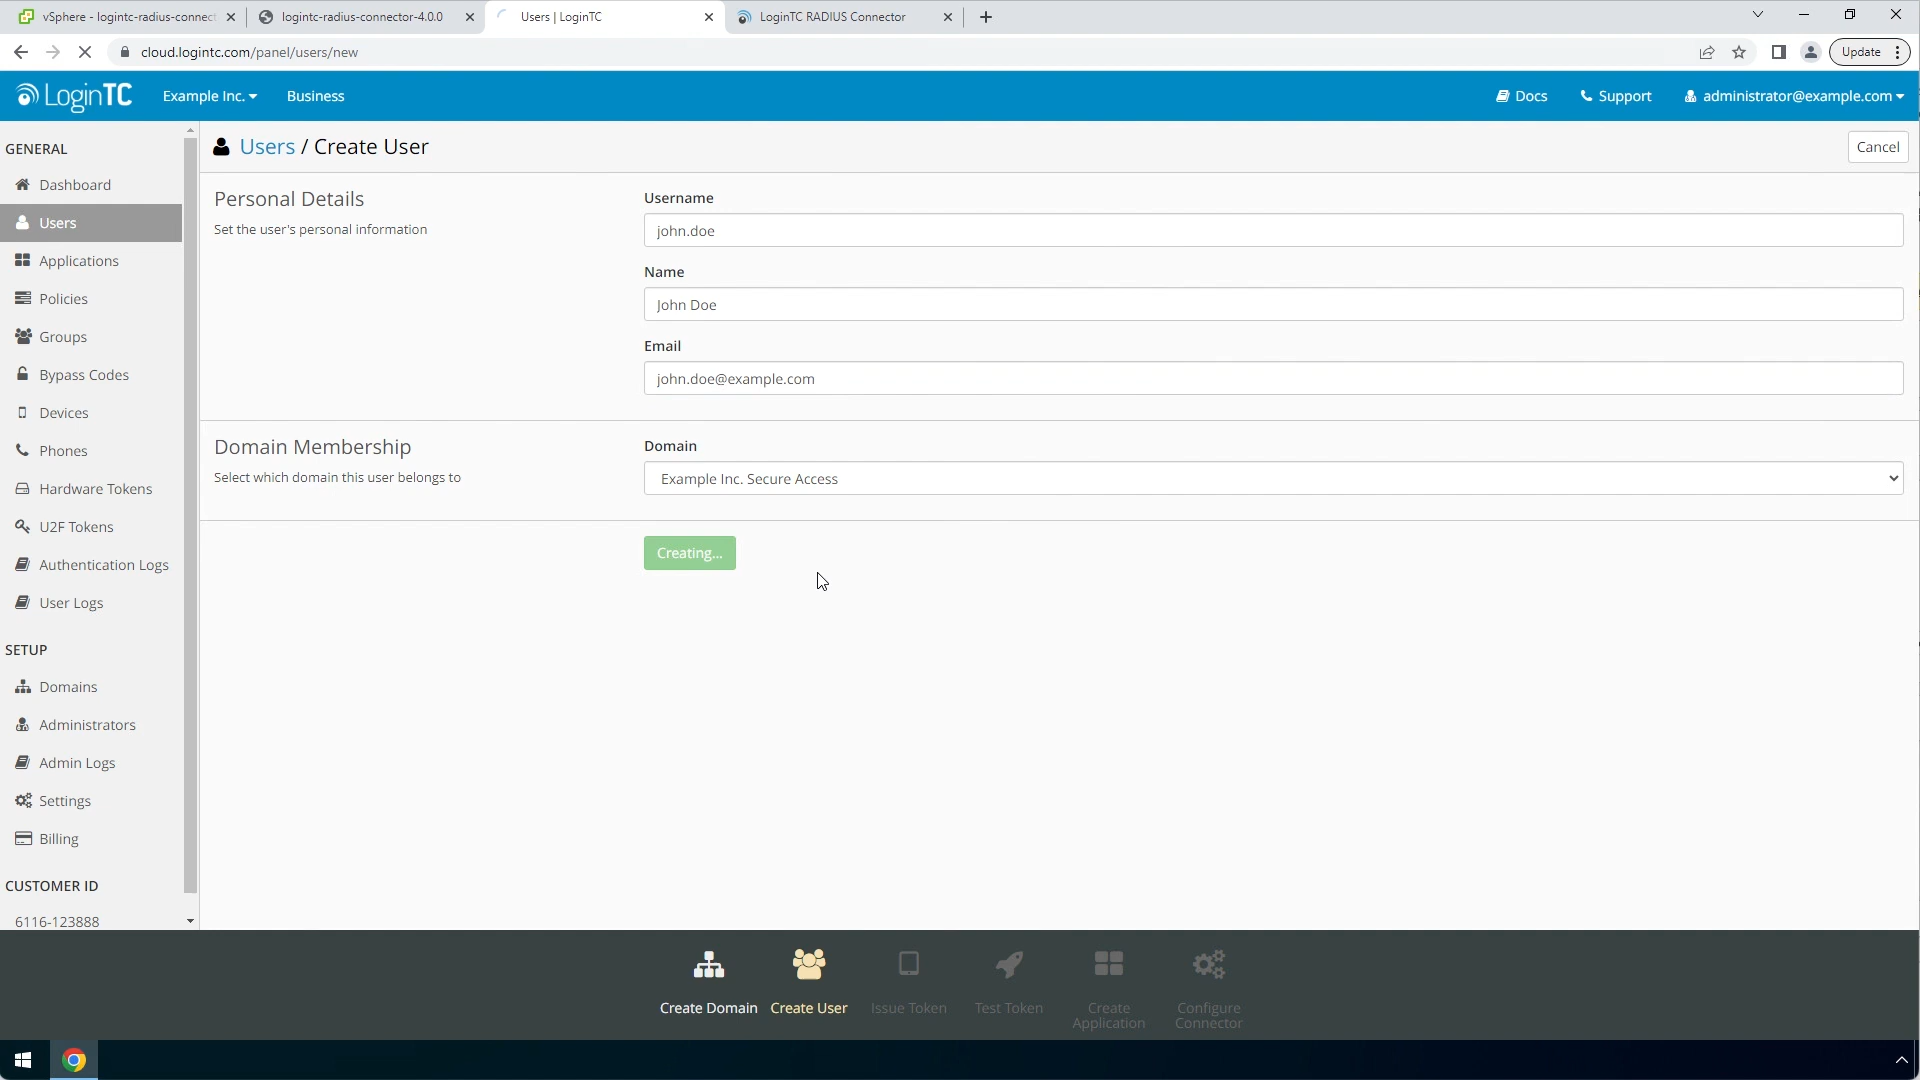 vSphere - logintc-radius-connect
logintc-radius-connector-4.0.0
Users | LoginTC
LoginTC RADIUS Connector
cloud.logintc.com/panel/users/new
Update
LoginTC
Example Inc.
Business
Docs
Support
administrator@example.com
GENERAL
Dashboard
Users
Applications
Policies
Groups
Bypass Codes
Devices
Phones
Hardware Tokens
U2F Tokens
Authentication Logs
User Logs
SETUP
Domains
Administrators
Admin Logs
Settings
Billing
CUSTOMER ID
6116-123888
Users / Create User
Cancel
Personal Details
Set the user's personal information
Username
john.doe
Name
John Doe
Email
john.doe@example.com
Domain Membership
Select which domain this user belongs to
Domain
Example Inc. Secure Access
Creating...
Create Domain
Create User
Issue Token
Test Token
Create
Application
Configure
Connector